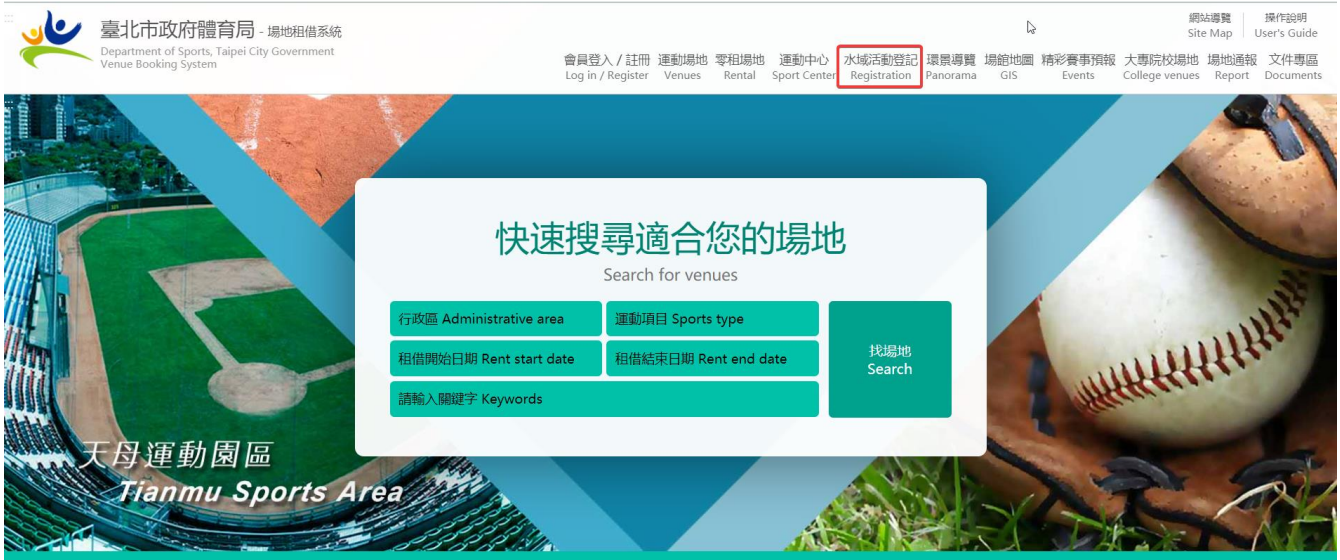 臺北市政府體育局 - 場地租借系統
Department of Sports, Taipei City Government
Venue Booking System
網站導覽
Site Map
操作說明
User's Guide
會員登入 / 註冊
Log in / Register
運動場地
Venues
零租場地
Rental
運動中心
Sport Center
水域活動登記
Registration
環景導覽
Panorama
場館地圖
GIS
精彩賽事預報
Events
大專院校場地
College venues
場地通報
Report
文件專區
Documents
快速搜尋適合您的場地
Search for venues
行政區 Administrative area
運動項目 Sports type
租借開始日期 Rent start date
租借結束日期 Rent end date
請輸入關鍵字 Keywords
找場地
Search
天母運動園區
Tianmu Sports Area